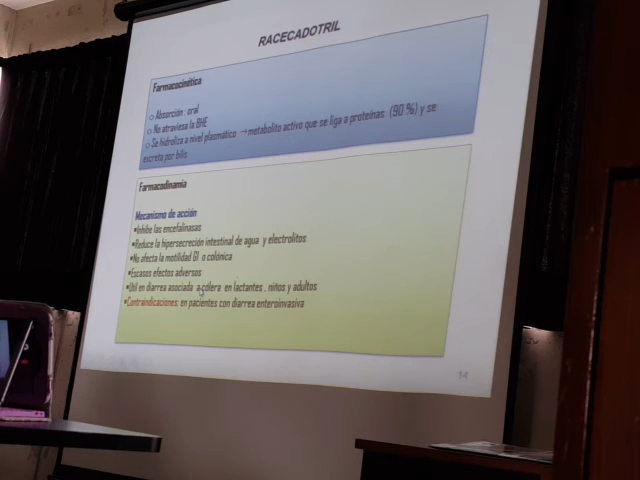 RACECADOTRIL
Farmacocinética
o Absorción : oral
o No atraviesa la BHE
o Se hidroliza a nivel plasmático →metabolito activo que se liga a proteínas (90 %) y se
escreta por bilis
Farmacodinamia
Mecanismo de acción
•Inhibe las encefalinasas
•Reduce la hipersecreción intestinal de agua y electrolitos
•No afecta la motilidad GI o colónica
•Escasos efectos adversos
•Util en diarrea asociada a colera en lactantes , niños y adultos
•Contraindicaciones: en pacientes con diarrea enteroinvasiva
14